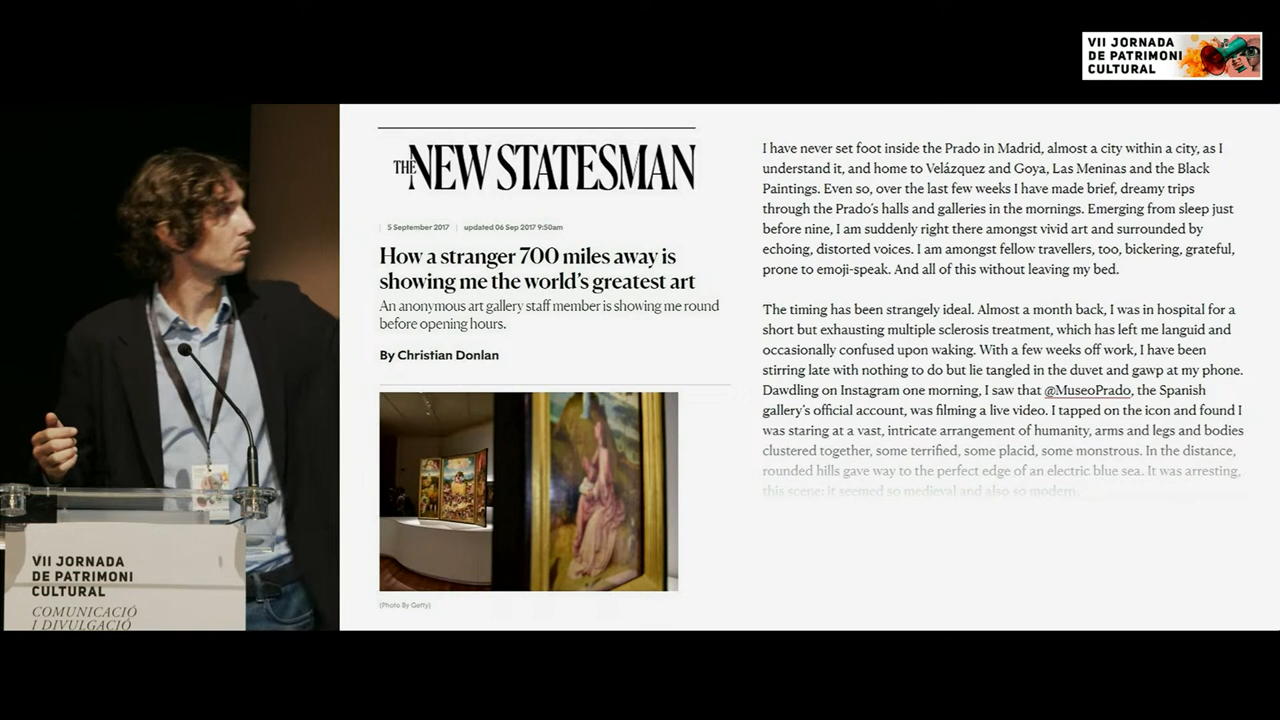 VII JORNADA
DE PATRIMONI
CULTURAL
THE NEW STATESMAN
5 September 2017 | updated 06 Sep 2017 9:50am
How a stranger 700 miles away is
showing me the world's greatest art
An anonymous art gallery staff member is showing me round
before opening hours.
By Christian Donlan
(Photo By Getty)
I have never set foot inside the Prado in Madrid, almost a city within a city, as I
understand it, and home to Velázquez and Goya, Las Meninas and the Black
Paintings. Even so, over the last few weeks I have made brief, dreamy trips
through the Prado's halls and galleries in the mornings. Emerging from sleep just
before nine, I am suddenly right there amongst vivid art and surrounded by
echoing, distorted voices. I am amongst fellow travellers, too, bickering, grateful,
prone to emoji-speak. And all of this without leaving my bed.
The timing has been strangely ideal. Almost a month back, I was in hospital for a
short but exhausting multiple sclerosis treatment, which has left me languid and
occasionally confused upon waking. With a few weeks off work, I have been
stirring late with nothing to do but lie tangled in the duvet and gawp at my phone.
Dawdling on Instagram one morning, I saw that @MuseoPrado, the Spanish
gallery's official account, was filming a live video. I tapped on the icon and found I
was staring at a vast, intricate arrangement of humanity, arms and legs and bodies
clustered together, some terrified, some placid, some monstrous. In the distance,
rounded hills gave way to the perfect edge of an electric blue sea. It was arresting,
this scene: it seemed so medieval and also so modern.
VII JORNADA
DE PATRIMONI
CULTURAL
COMUNICACIÓ
I DIVULGACIÓ